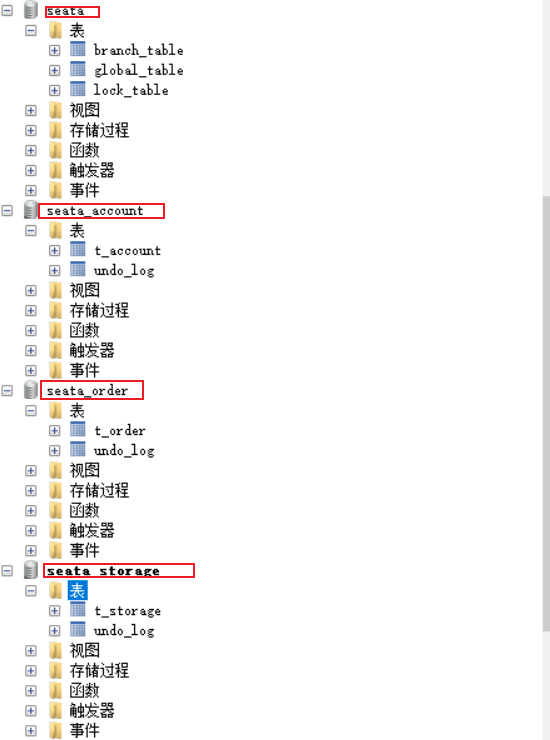 seata
表
branch_table
global_table
lock_table
视图
存储过程
函数
触发器
事件
seata_account
表
t_account
undo_log
视图
存储过程
函数
触发器
事件
seata_order
表
t_order
undo_log
视图
存储过程
函数
触发器
事件
seata_storage
表
t_storage
undo_log
视图
存储过程
函数
触发器
事件